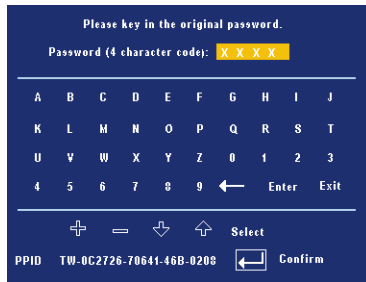 Please key in the original password.
Password (4 character code): X X X X
A B C D E F G H I J
K L M N O P Q R S T
U V W X Y Z 0 1 2 3
4 5 6 7 8 9 ← Enter Exit
Select
PPID TW-0C2726-70641-46B-0208 Confirm